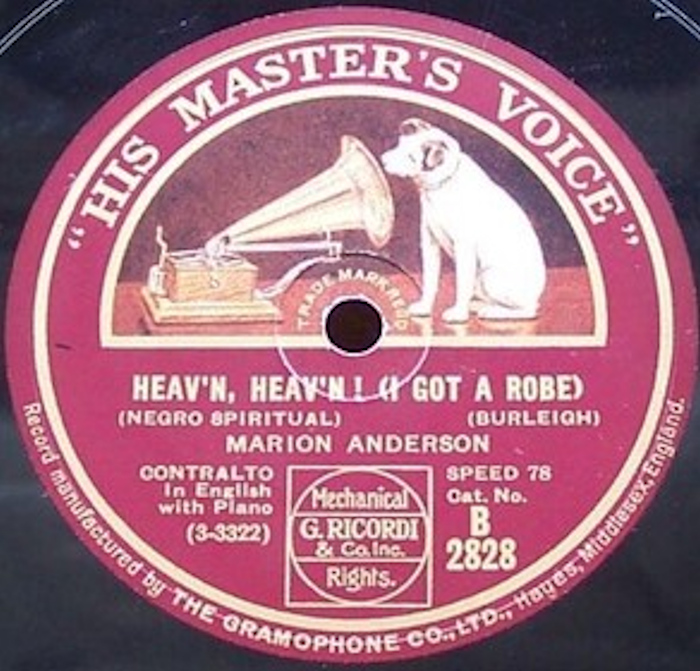 "HIS MASTER'S VOICE"
TRADE MARK REGD
HEAV'N, HEAV'N! (I GOT A ROBE)
(NEGRO SPIRITUAL) (BURLEIGH)
MARION ANDERSON
CONTRALTO
In English
with Piano
(3-3322)
Mechanical
G. RICORDI
& Co. Inc.
Rights.
SPEED 78
Cat. No.
B
2828
Record manufactured by THE GRAMOPHONE CO., LTD., Hayes, Middlesex, England.